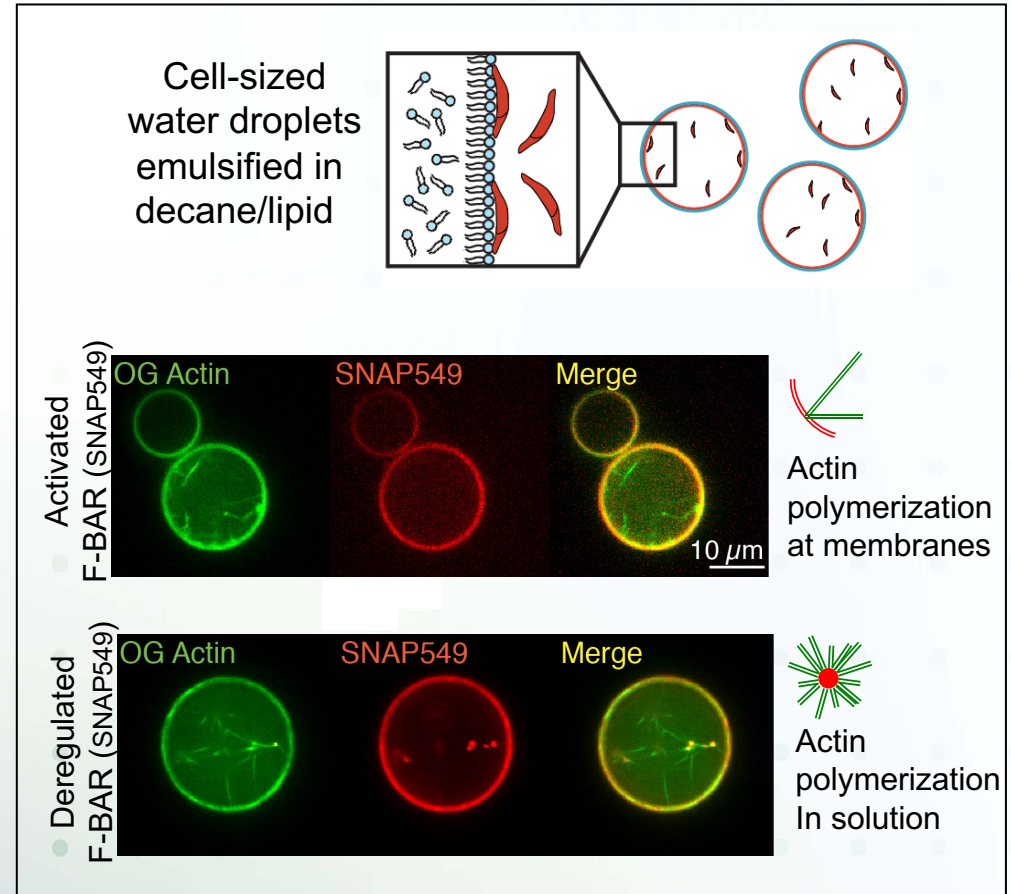 Cell-sized
water droplets
emulsified in
decane/lipid
Activated
F-BAR (SNAP549)
OG Actin
SNAP549
Merge
10 µm
Actin
polymerization
at membranes
Deregulated
F-BAR (SNAP549)
OG Actin
SNAP549
Merge
Actin
polymerization
In solution